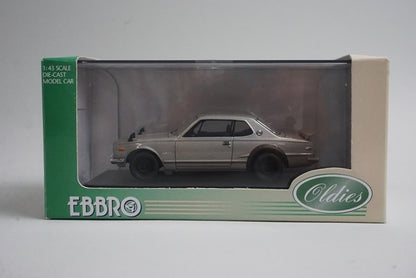 1:43 SCALE
DIE-CAST
MODEL CAR
EBBRO
Oldies